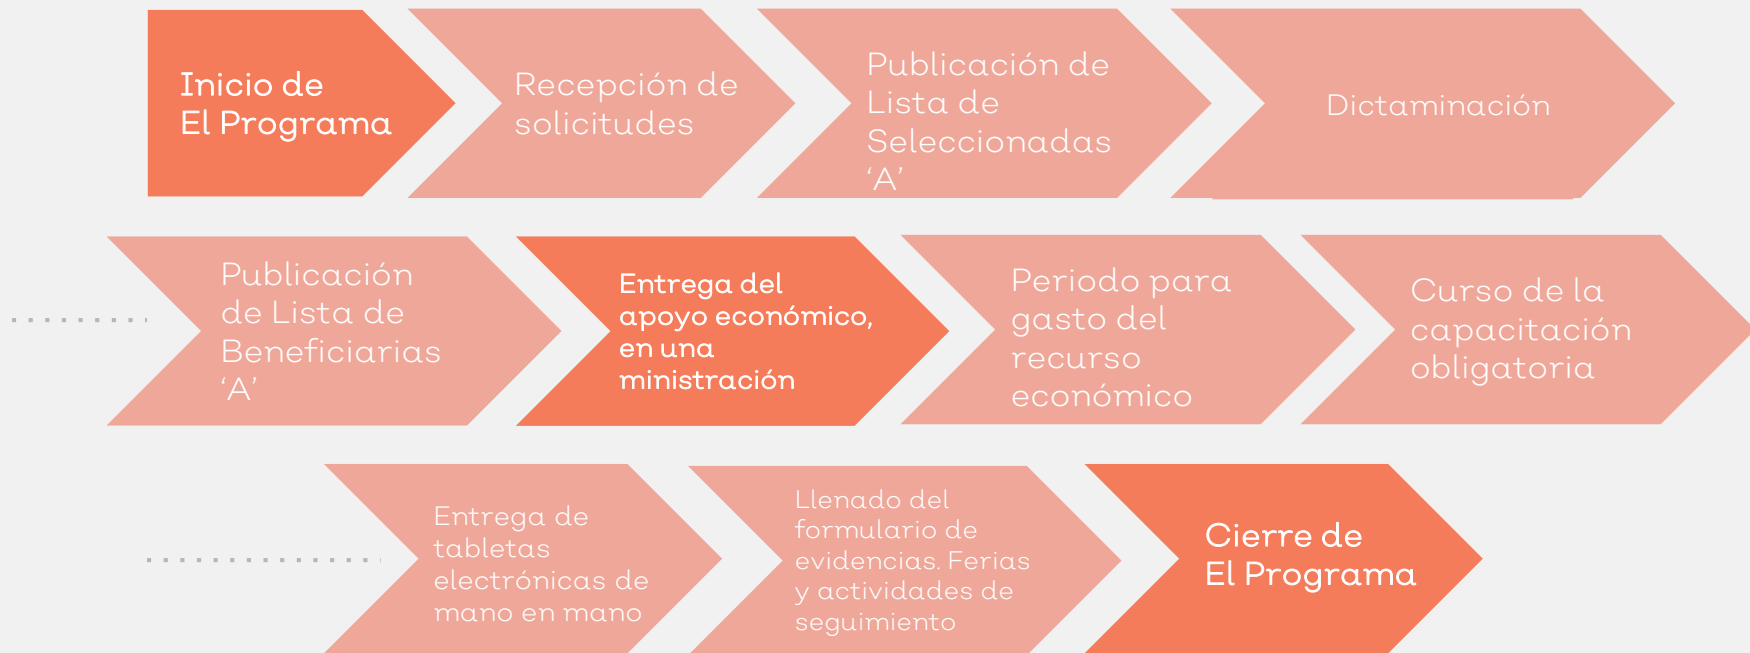 Inicio de
El Programa
Recepción de
solicitudes
Publicación de
Lista de
Seleccionadas
‘A’
Dictaminación
Publicación
de Lista de
Beneficiarias
‘A’
Entrega del
apoyo económico,
en una
ministración
Periodo para
gasto del
recurso
económico
Curso de la
capacitación
obligatoria
Entrega de
tabletas
electrónicas de
mano en mano
Llenado del
formulario de
evidencias. Ferias
y actividades de
seguimiento
Cierre de
El Programa